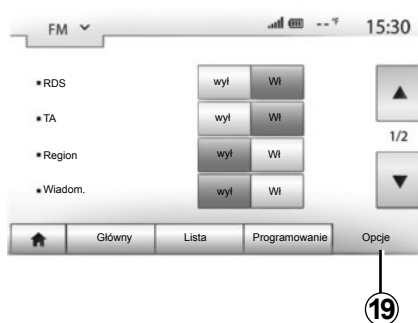 FM --°F 15:30
RDS wył Wł
TA wył Wł
1/2
Region wył Wł
Wiadom. wył Wł
Główny Lista Programowanie Opcje
19